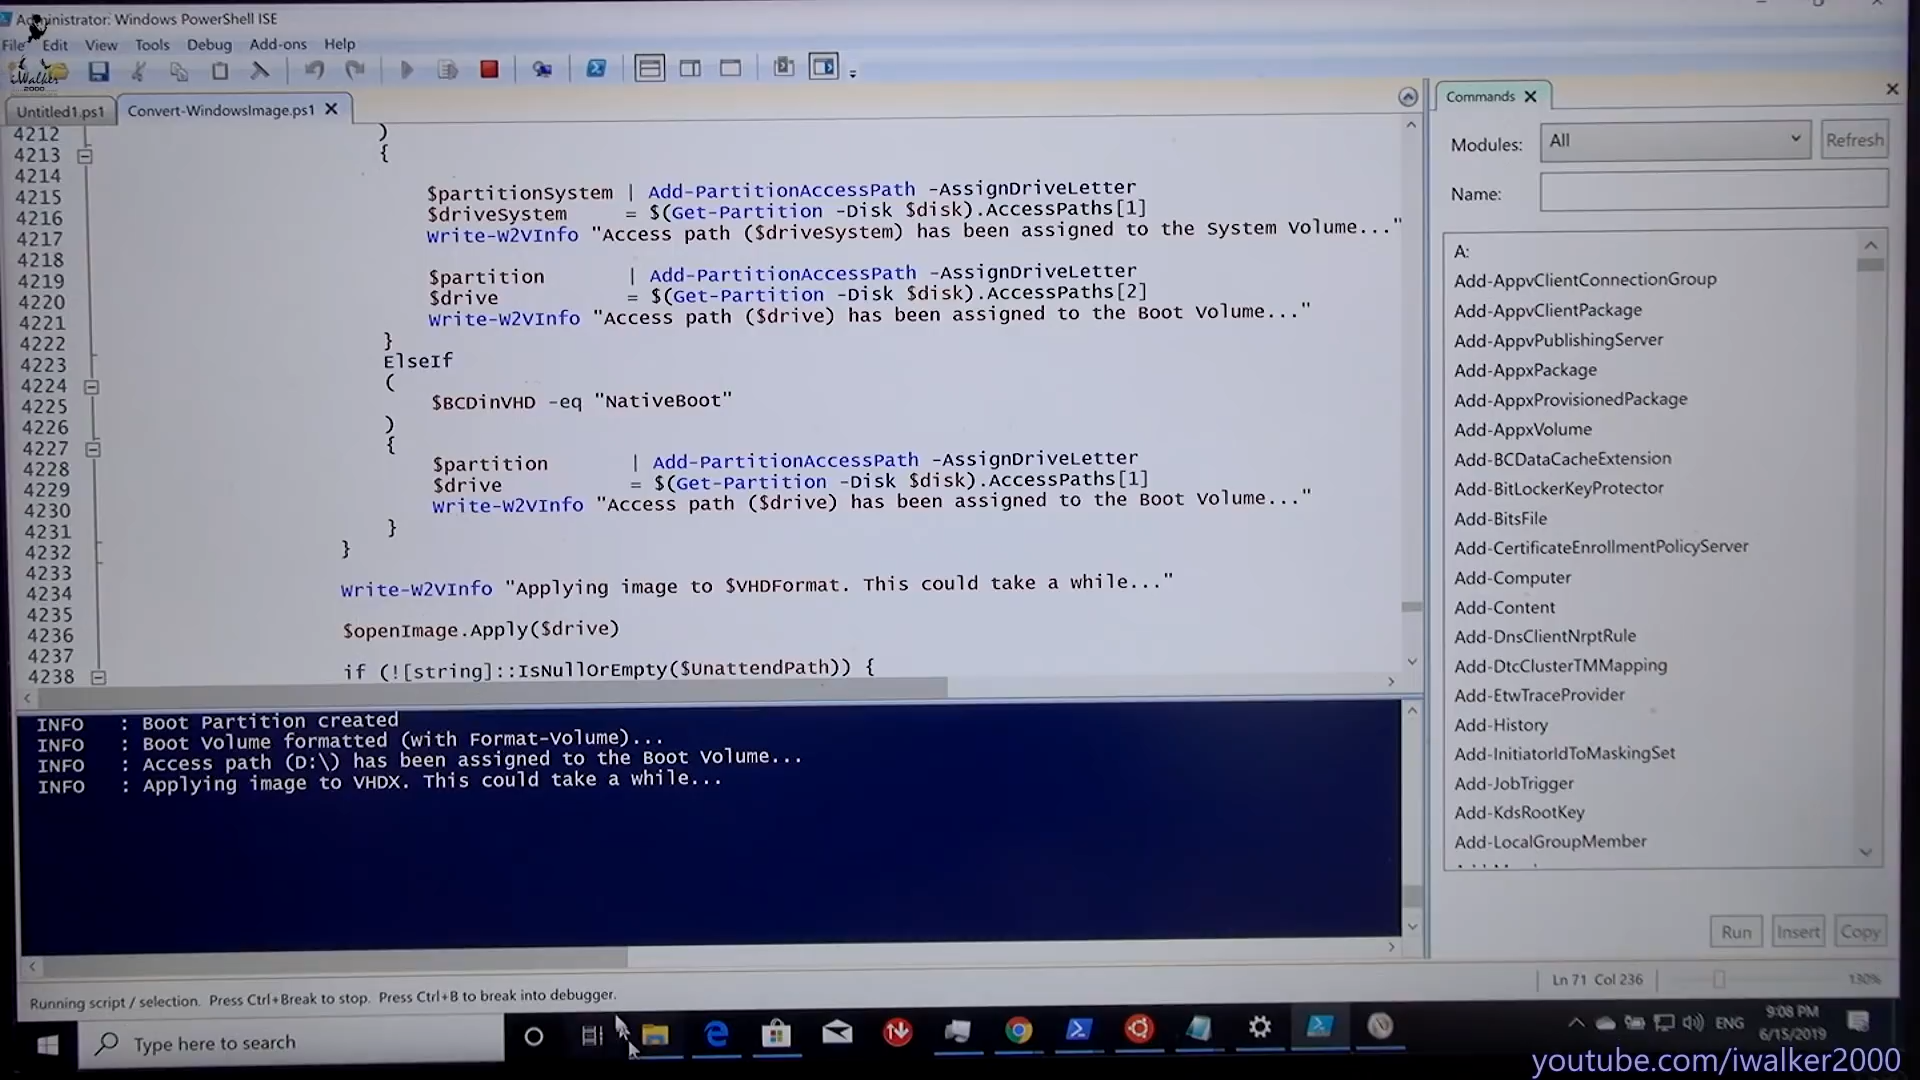 Administrator: Windows PowerShell ISE
File Edit View Tools Debug Add-ons Help
iWalker
2000
Untitled1.ps1
Convert-WindowsImage.ps1
4212 )
4213 {
4214
4215 $partitionSystem | Add-PartitionAccessPath -AssignDriveLetter
4216 $driveSystem = $(Get-Partition -Disk $disk).AccessPaths[1]
4217 Write-W2VInfo "Access path ($driveSystem) has been assigned to the System Volume..."
4218
4219 $partition | Add-PartitionAccessPath -AssignDriveLetter
4220 $drive = $(Get-Partition -Disk $disk).AccessPaths[2]
4221 Write-W2VInfo "Access path ($drive) has been assigned to the Boot Volume..."
4222 }
4223 ElseIf
4224 (
4225 $BCDinVHD -eq "NativeBoot"
4226 )
4227 {
4228 $partition | Add-PartitionAccessPath -AssignDriveLetter
4229 $drive = $(Get-Partition -Disk $disk).AccessPaths[1]
4230 Write-W2VInfo "Access path ($drive) has been assigned to the Boot Volume..."
4231 }
4232 }
4233
4234 Write-W2VInfo "Applying image to $VHDFormat. This could take a while..."
4235
4236 $openImage.Apply($drive)
4237
4238 if (![string]::IsNullOrEmpty($UnattendPath)) {
INFO : Boot Partition created
INFO : Boot Volume formatted (with Format-Volume)...
INFO : Access path (D:\) has been assigned to the Boot Volume...
INFO : Applying image to VHDX. This could take a while...
Commands
Modules: All Refresh
Name:
A:
Add-AppvClientConnectionGroup
Add-AppvClientPackage
Add-AppvPublishingServer
Add-AppxPackage
Add-AppxProvisionedPackage
Add-AppxVolume
Add-BCDataCacheExtension
Add-BitLockerKeyProtector
Add-BitsFile
Add-CertificateEnrollmentPolicyServer
Add-Computer
Add-Content
Add-DnsClientNrptRule
Add-DtcClusterTMMapping
Add-EtwTraceProvider
Add-History
Add-InitiatorIdToMaskingSet
Add-JobTrigger
Add-KdsRootKey
Add-LocalGroupMember
Run Insert Copy
Running script / selection. Press Ctrl+Break to stop. Press Ctrl+B to break into debugger.
Ln 71 Col 236
130%
Type here to search
ENG
9:08 PM
6/15/2019
youtube.com/iwalker2000